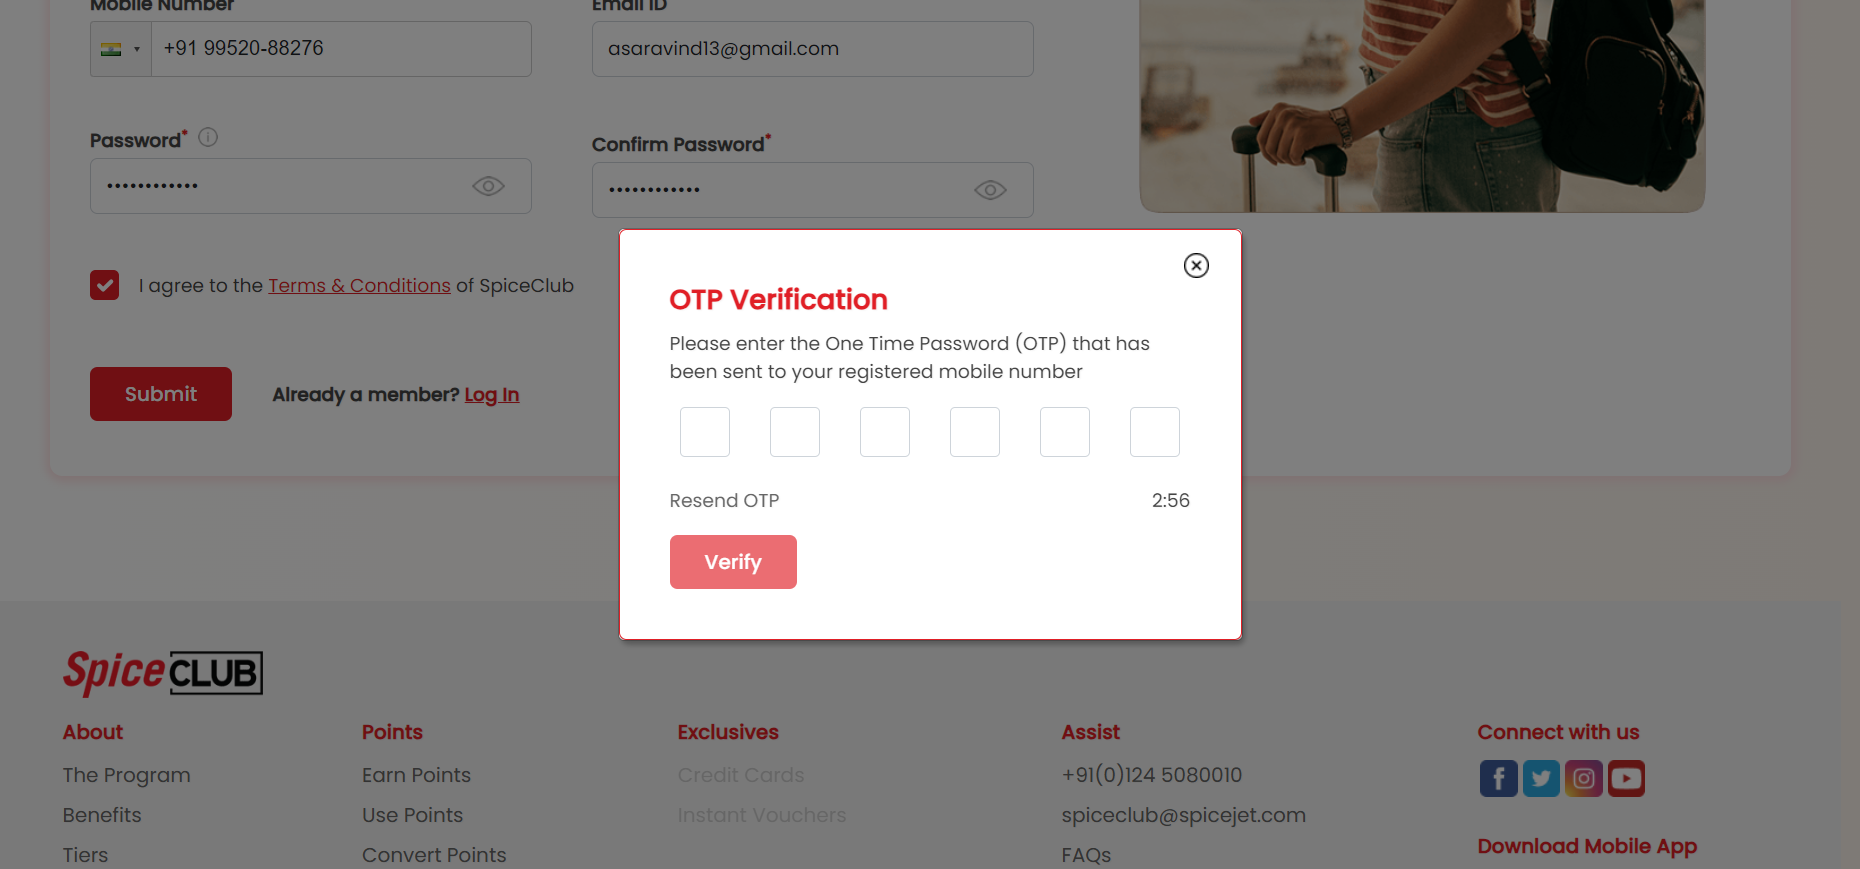 Mobile Number
Email ID
+91 99520-88276
asaravind13@gmail.com
Password*
Confirm Password*
••••••••••••
••••••••••••
I agree to the Terms & Conditions of SpiceClub
Submit
Already a member? Log In
OTP Verification
Please enter the One Time Password (OTP) that has
been sent to your registered mobile number
Resend OTP
2:56
Verify
Spice CLUB
About
The Program
Benefits
Tiers
Points
Earn Points
Use Points
Convert Points
Exclusives
Credit Cards
Instant Vouchers
Assist
+91(0)124 5080010
spiceclub@spicejet.com
FAQs
Connect with us
Download Mobile App